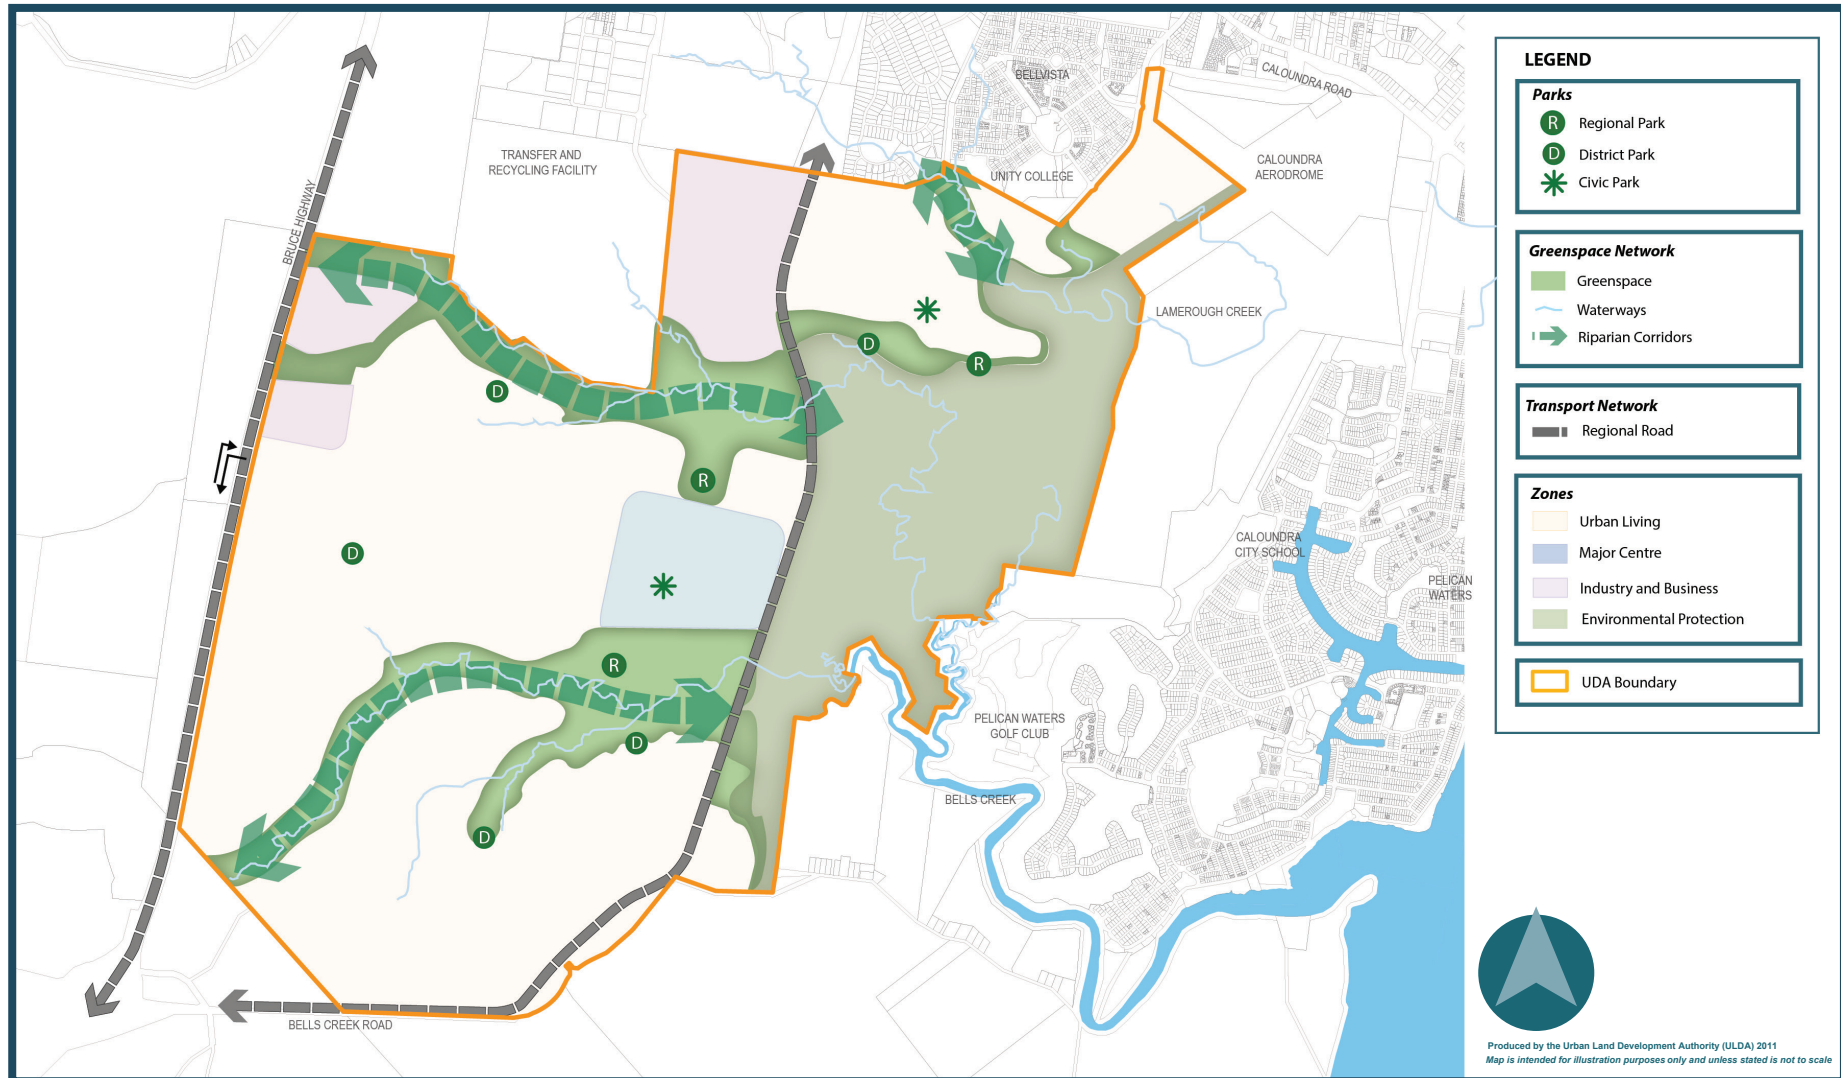 BELLVISTA
CALOUNDRA ROAD
TRANSFER AND
RECYCLING FACILITY
UNITY COLLEGE
CALOUNDRA
AERODROME
BRUCE HIGHWAY
LAMEROUGH CREEK
D
R
D
R
D
CALOUNDRA
CITY SCHOOL
PELICAN
WATERS
R
D
PELICAN WATERS
GOLF CLUB
BELLS CREEK
D
BELLS CREEK ROAD
LEGEND
Parks
R Regional Park
D District Park
Civic Park
Greenspace Network
Greenspace
Waterways
Riparian Corridors
Transport Network
Regional Road
Zones
Urban Living
Major Centre
Industry and Business
Environmental Protection
UDA Boundary
Produced by the Urban Land Development Authority (ULDA) 2011
Map is intended for illustration purposes only and unless stated is not to scale